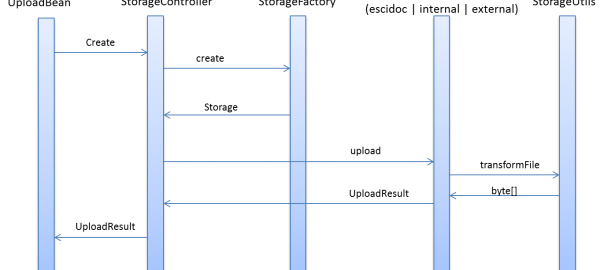 UploadBean
StorageController
StorageFactory
(escidoc | internal | external)
StorageUtils
Create
create
Storage
upload
transformFile
byte[]
UploadResult
UploadResult